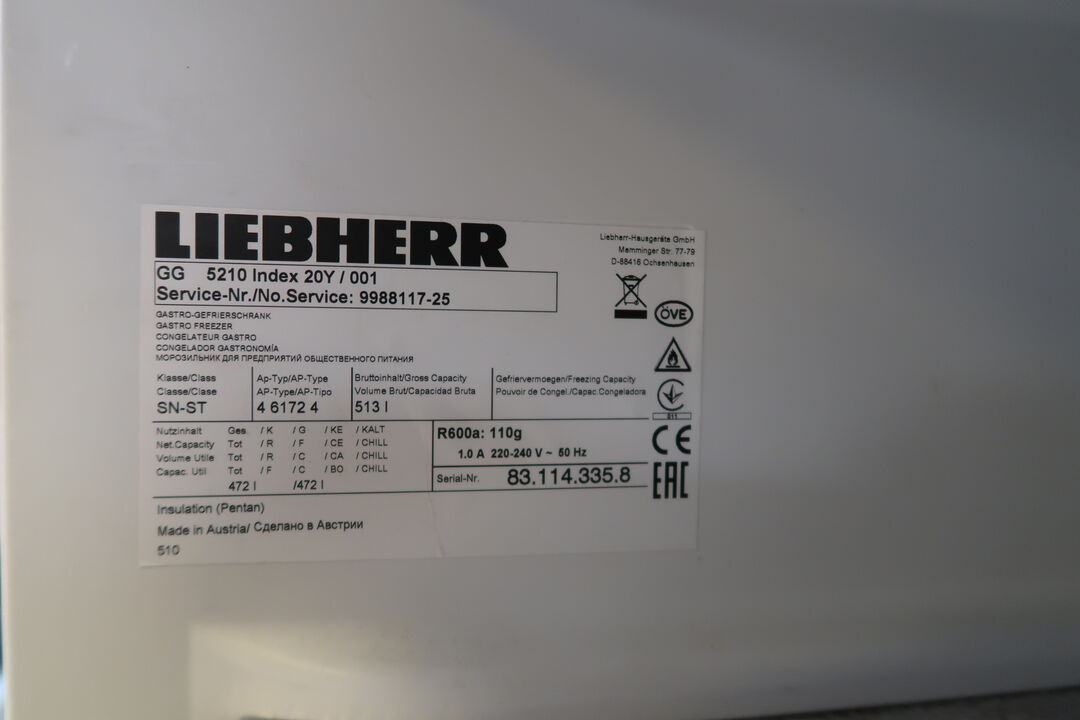 LIEBHERR
Liebherr-Hausgeräte GmbH
Memminger Str. 77-79
D-88416 Ochsenhausen
GG 5210 Index 20Y / 001
Service-Nr./No.Service: 9988117-25
GASTRO-GEFRIERSCHRANK
GASTRO FREEZER
CONGELATEUR GASTRO
CONGELADOR GASTRONOMÍA
МОРОЗИЛЬНИК ДЛЯ ПРЕДПРИЯТИЙ ОБЩЕСТВЕННОГО ПИТАНИЯ
ÖVE
Klasse/Class
Classe/Clase
SN-ST
Ap-Typ/AP-Type
AP-Type/AP-Tipo
4 6172 4
Bruttoinhalt/Gross Capacity
Volume Brut/Capacidad Bruta
513 l
Gefriervermoegen/Freezing Capacity
Pouvoir de Congel./Capac.Congeladora
011
Nutzinhalt Ges. / K / G / KE / KALT
Net.Capacity Tot / R / F / CE / CHILL
Volume Utile Tot / R / C / CA / CHILL
Capac. Util Tot / F / C / BO / CHILL
472 l /472 l
R600a: 110g
1.0 A 220-240 V ~ 50 Hz
Serial-Nr. 83.114.335.8
CE
EAC
Insulation (Pentan)
Made in Austria/ Сделано в Австрии
510